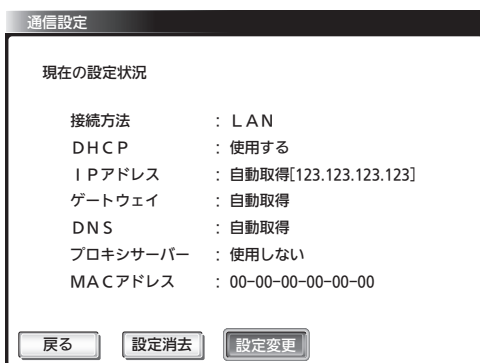 通信設定
現在の設定状況
接続方法 : ＬＡＮ
ＤＨＣＰ : 使用する
ＩＰアドレス : 自動取得[123.123.123.123]
ゲートウェイ : 自動取得
ＤＮＳ : 自動取得
プロキシサーバー : 使用しない
ＭＡＣアドレス : 00-00-00-00-00-00
戻る 設定消去 設定変更